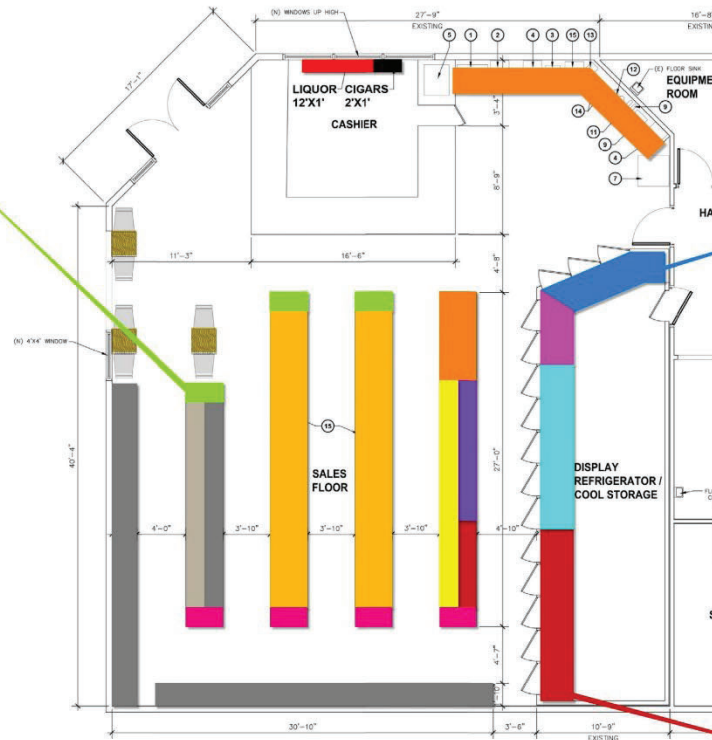 (N) WINDOWS UP HIGH
27'-9"
EXISTING
16'-8
EXISTING
17'-1"
5
1
2
4
3
15
13
(E) FLOOR SINK
EQUIPME
ROOM
LIQUOR CIGARS
12'X1' 2'X1'
CASHIER
3'-4"
12
9
14
11
9
4
7
6'-9"
HA
11'-3"
16'-6"
4'-8"
(N) 4'X4' WINDOW
40'-4"
15
SALES
FLOOR
27'-0"
DISPLAY
REFRIGERATOR /
COOL STORAGE
FL
C
4'-0"
3'-10"
3'-10"
3'-10"
4'-10"
S
4'-7"
30'-10"
3'-6"
10'-9"
EXISTING